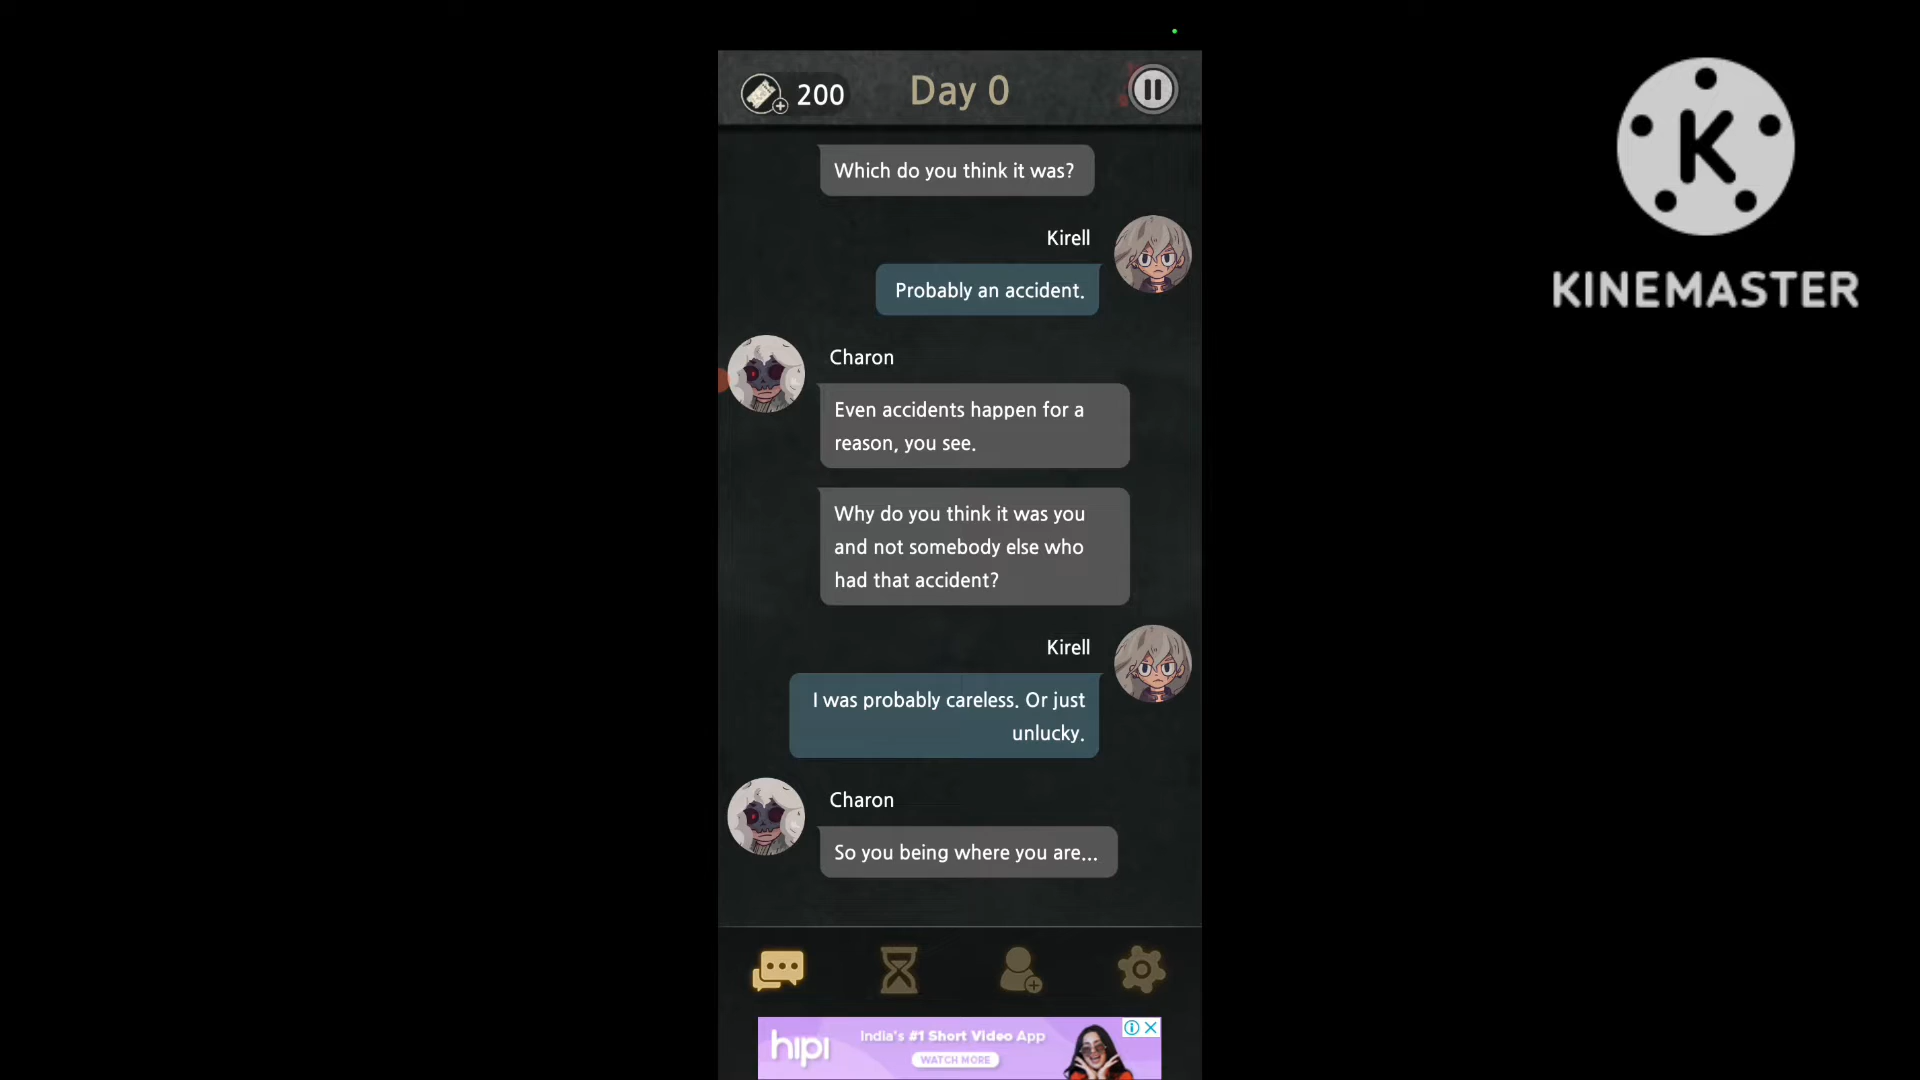 200
Day 0
Which do you think it was?
Kirell
Probably an accident.
Charon
Even accidents happen for a
reason, you see.
Why do you think it was you
and not somebody else who
had that accident?
Kirell
I was probably careless. Or just
unlucky.
Charon
So you being where you are...
hipi
India's #1 Short Video App
WATCH MORE
K
KINEMASTER